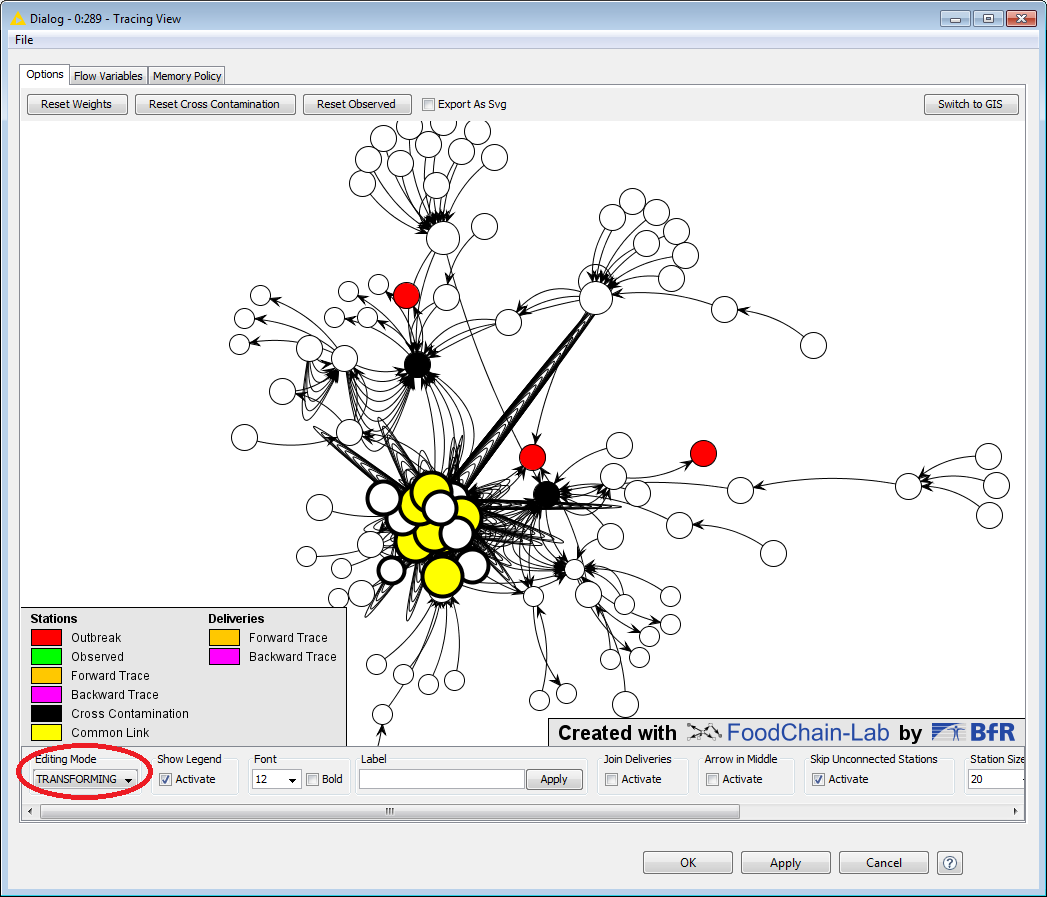 Dialog - 0:289 - Tracing View
File
Options Flow Variables Memory Policy
Reset Weights Reset Cross Contamination Reset Observed Export As Svg Switch to GIS
Stations Deliveries
Outbreak Forward Trace
Observed Backward Trace
Forward Trace
Backward Trace
Cross Contamination
Common Link
Created with FoodChain-Lab by BfR
Editing Mode Show Legend Font Label Join Deliveries Arrow in Middle Skip Unconnected Stations Station Size
TRANSFORMING Activate 12 Bold Apply Activate Activate Activate 20
OK Apply Cancel ?